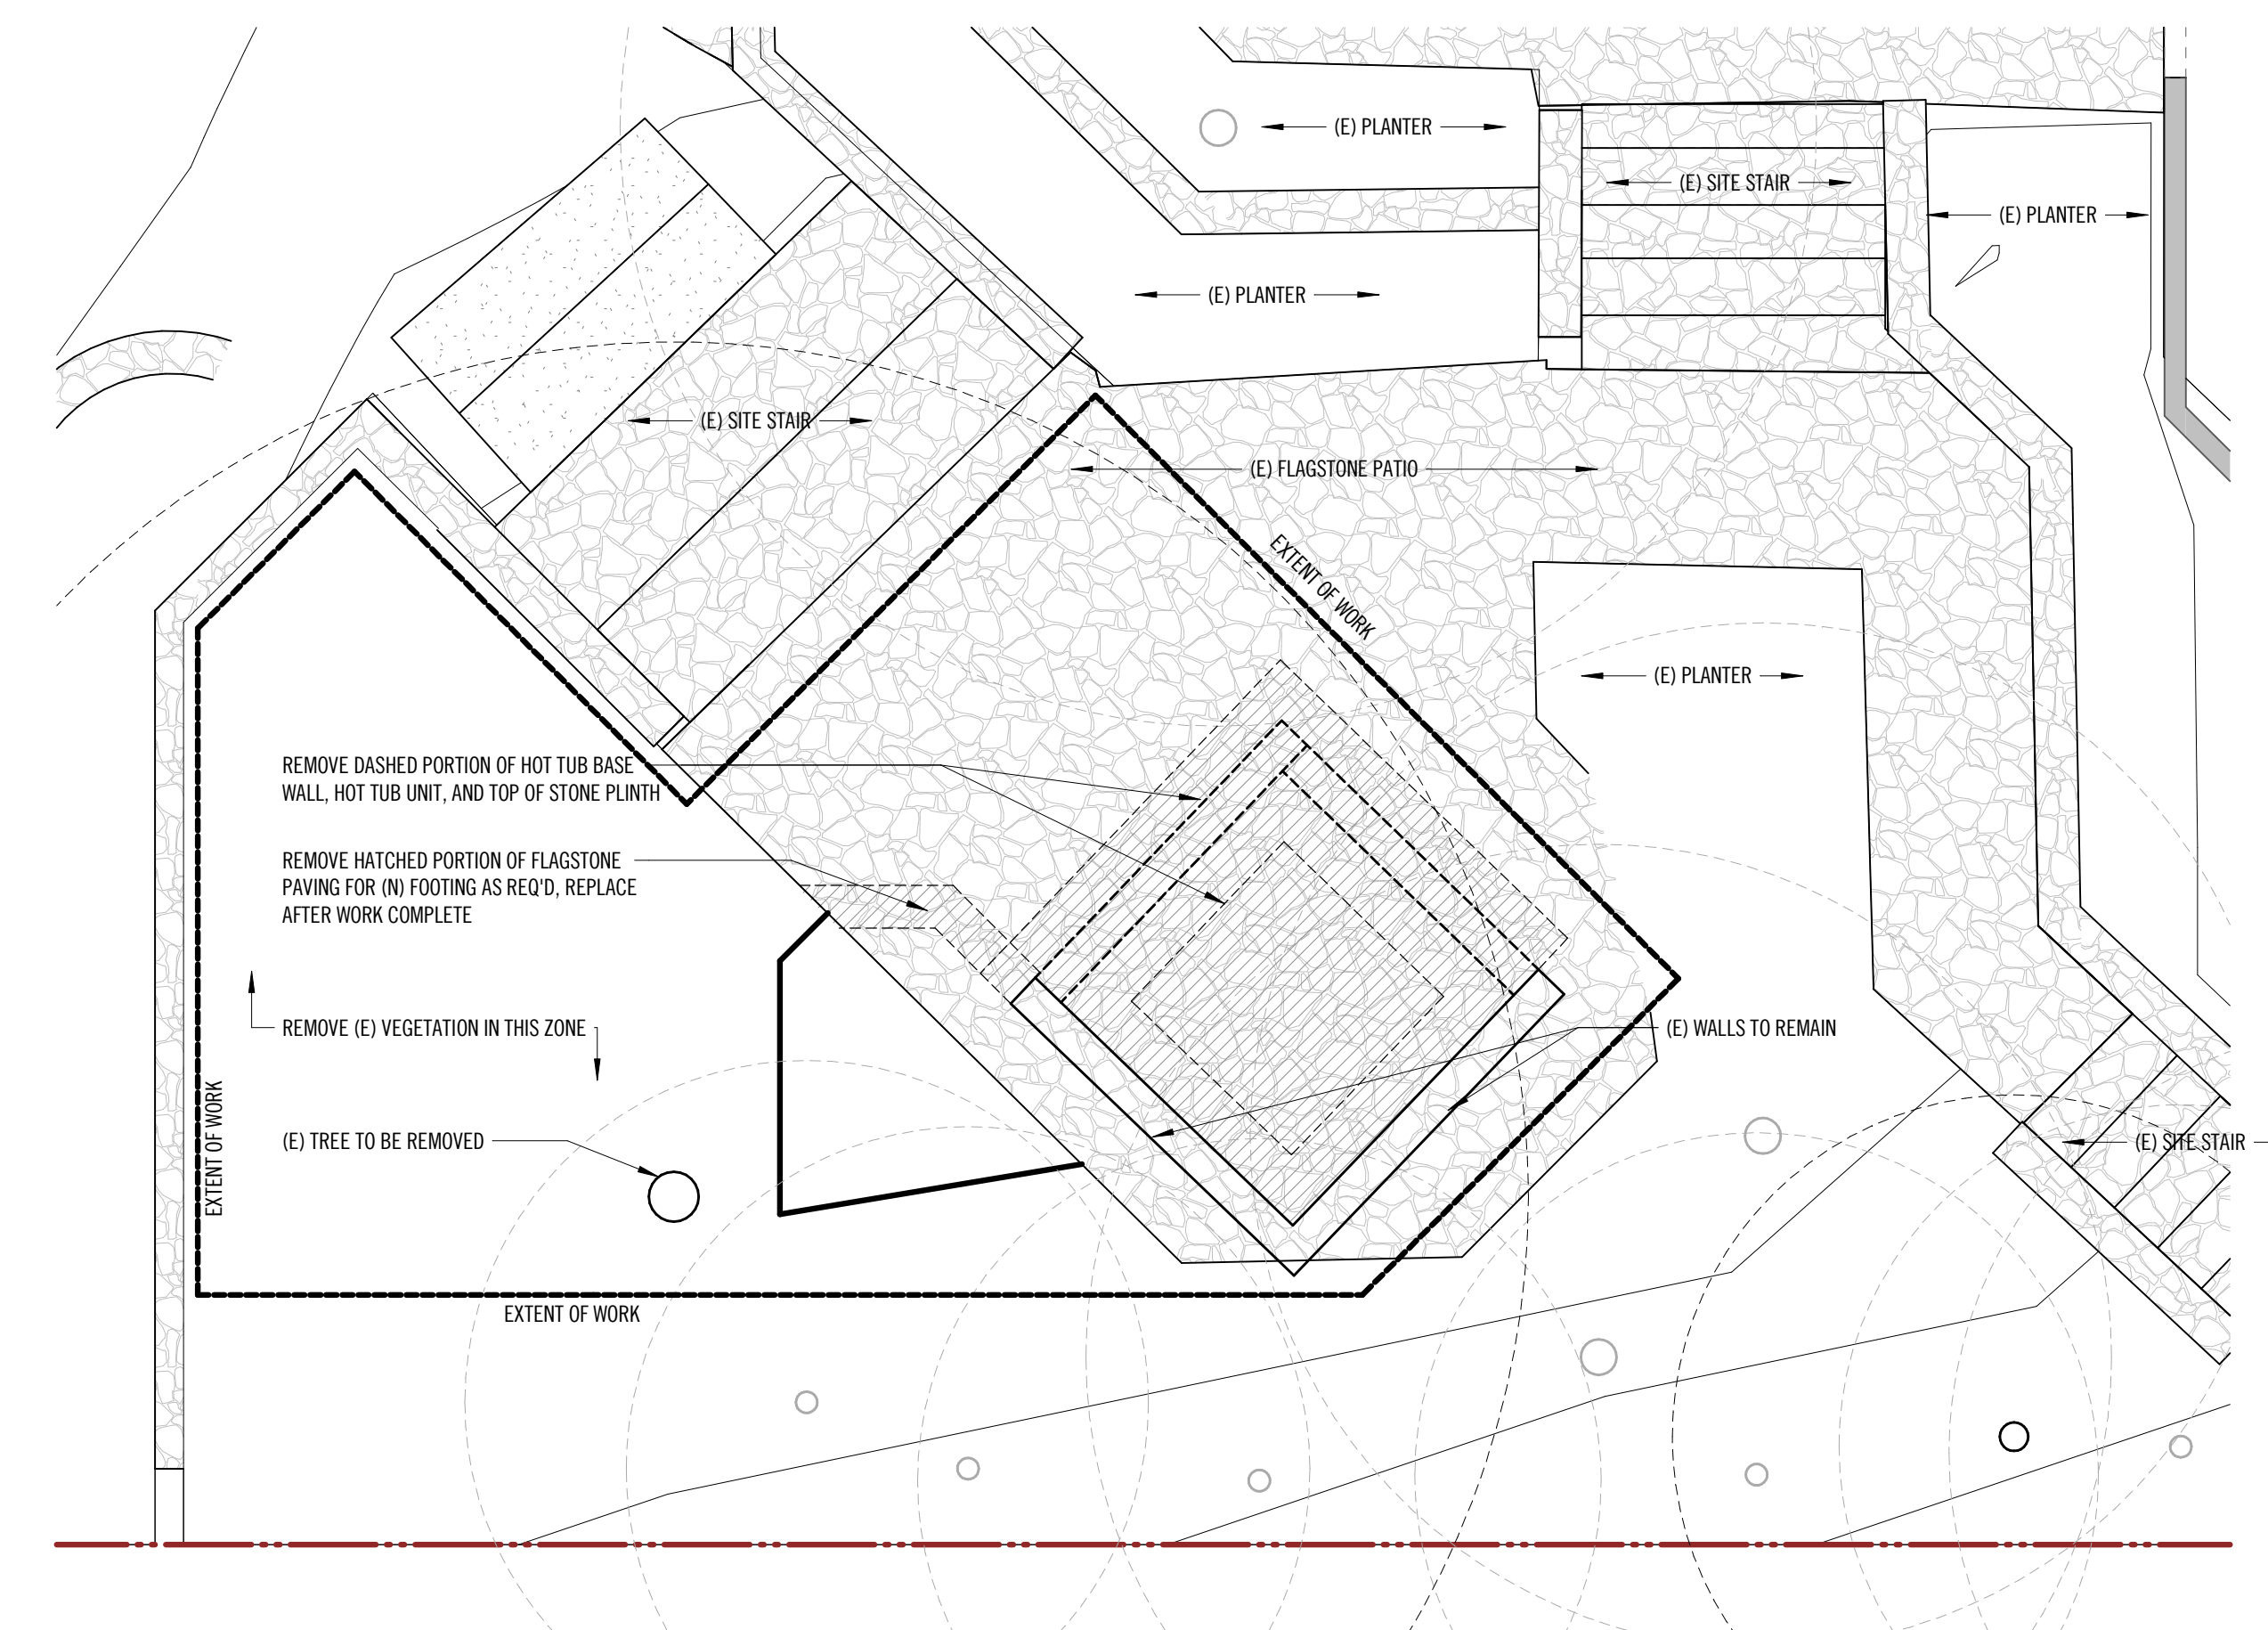 (E) PLANTER
(E) SITE STAIR
(E) PLANTER
(E) PLANTER
(E) SITE STAIR
(E) FLAGSTONE PATIO
EXTENT OF WORK
(E) PLANTER
REMOVE DASHED PORTION OF HOT TUB BASE
WALL, HOT TUB UNIT, AND TOP OF STONE PLINTH
REMOVE HATCHED PORTION OF FLAGSTONE
PAVING FOR (N) FOOTING AS REQ'D, REPLACE
AFTER WORK COMPLETE
REMOVE (E) VEGETATION IN THIS ZONE
(E) WALLS TO REMAIN
EXTENT OF WORK
(E) TREE TO BE REMOVED
(E) SITE STAIR
EXTENT OF WORK